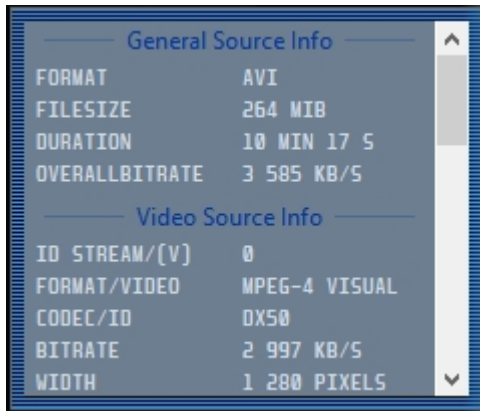 General Source Info
FORMAT AVI
FILESIZE 264 MIB
DURATION 10 MIN 17 S
OVERALLBITRATE 3 585 KB/S
Video Source Info
ID STREAM/(V) 0
FORMAT/VIDEO MPEG-4 VISUAL
CODEC/ID DX50
BITRATE 2 997 KB/S
WIDTH 1 280 PIXELS